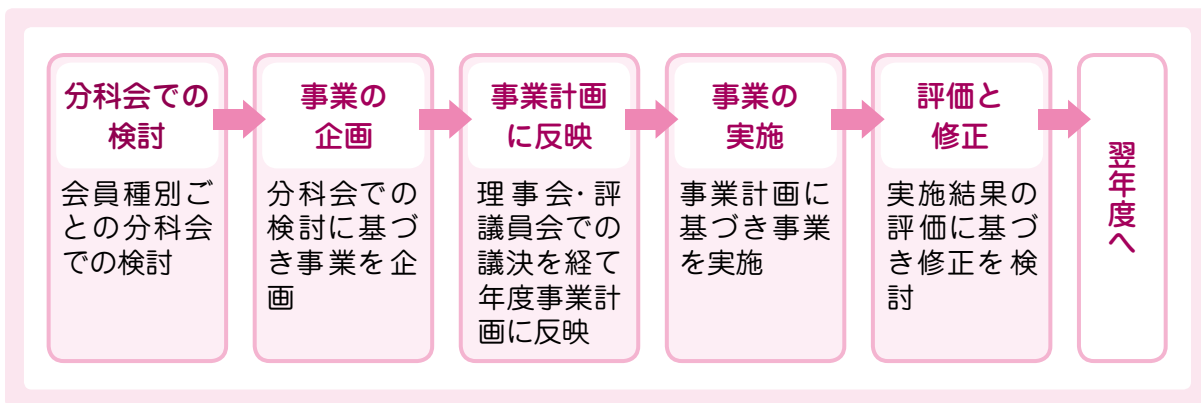 分科会での
検討
会員種別ご
との分科会
での検討
事業の
企画
分科会での
検討に基づ
き事業を企
画
事業計画
に反映
理事会・評
議員会での
議決を経て
年度事業計
画に反映
事業の
実施
事業計画に
基づき事業
を実施
評価と
修正
実施結果の
評価に基づ
き修正を検
討
翌年度へ